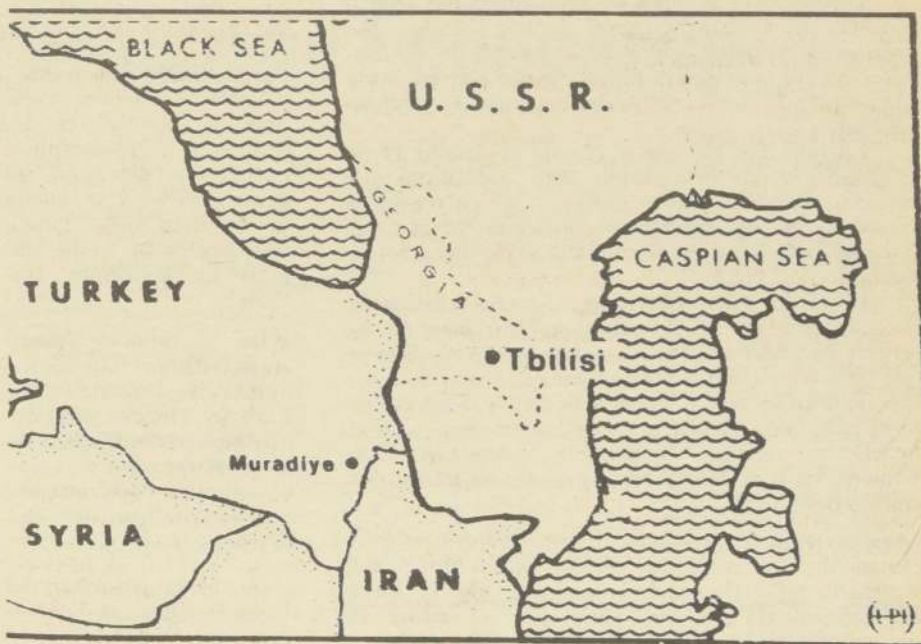 BLACK SEA
U. S. S. R.
GEORGIA
CASPIAN SEA
TURKEY
Tbilisi
Muradiye
SYRIA
IRAN
(UPI)